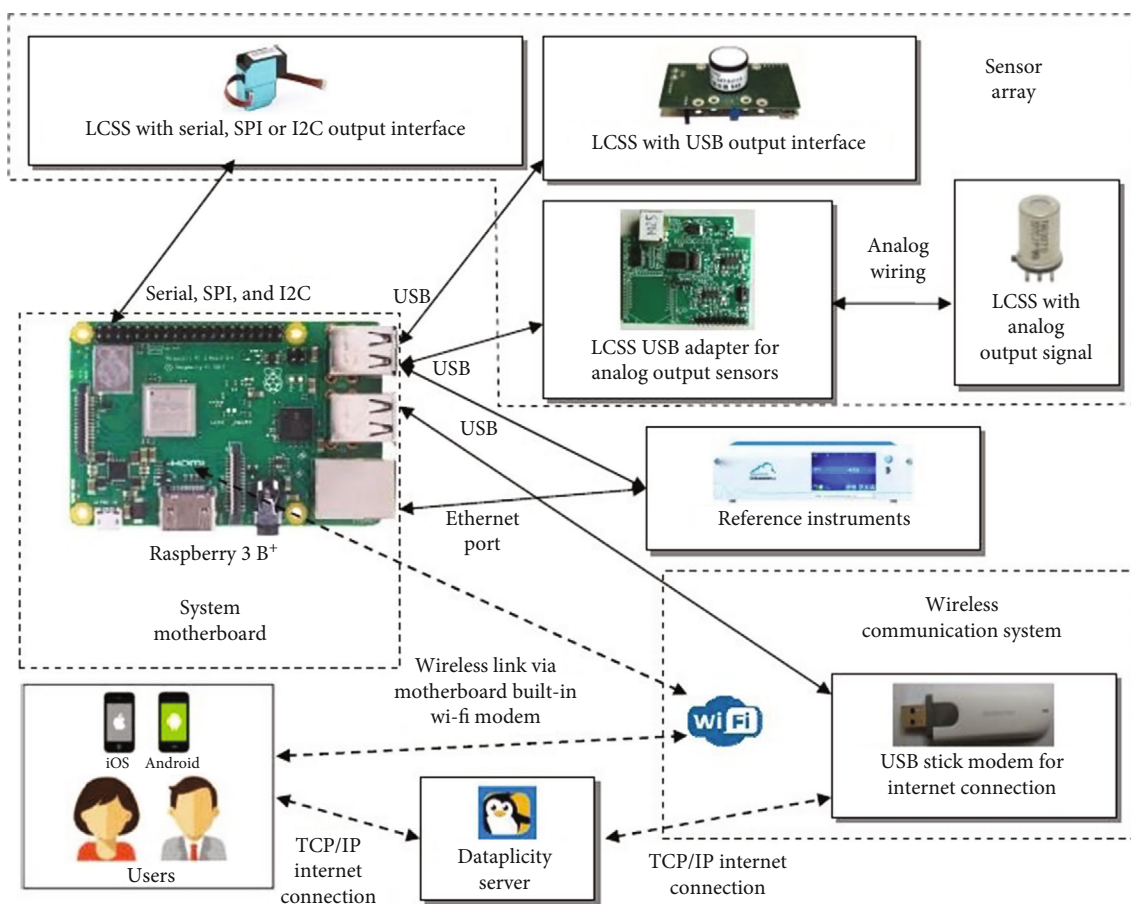 Sensor
array
LCSS with serial, SPI or I2C output interface
LCSS with USB output interface
Analog
wiring
LCSS with
analog
output signal
LCSS USB adapter for
analog output sensors
Serial, SPI, and I2C
USB
USB
USB
HDMI
Raspberry 3 B+
System
motherboard
Ethernet
port
Reference instruments
Wireless
communication system
Wireless link via
motherboard built-in
wi-fi modem
WiFi
USB stick modem for
internet connection
iOS
Android
Users
TCP/IP
internet
connection
Dataplicity
server
TCP/IP internet
connection